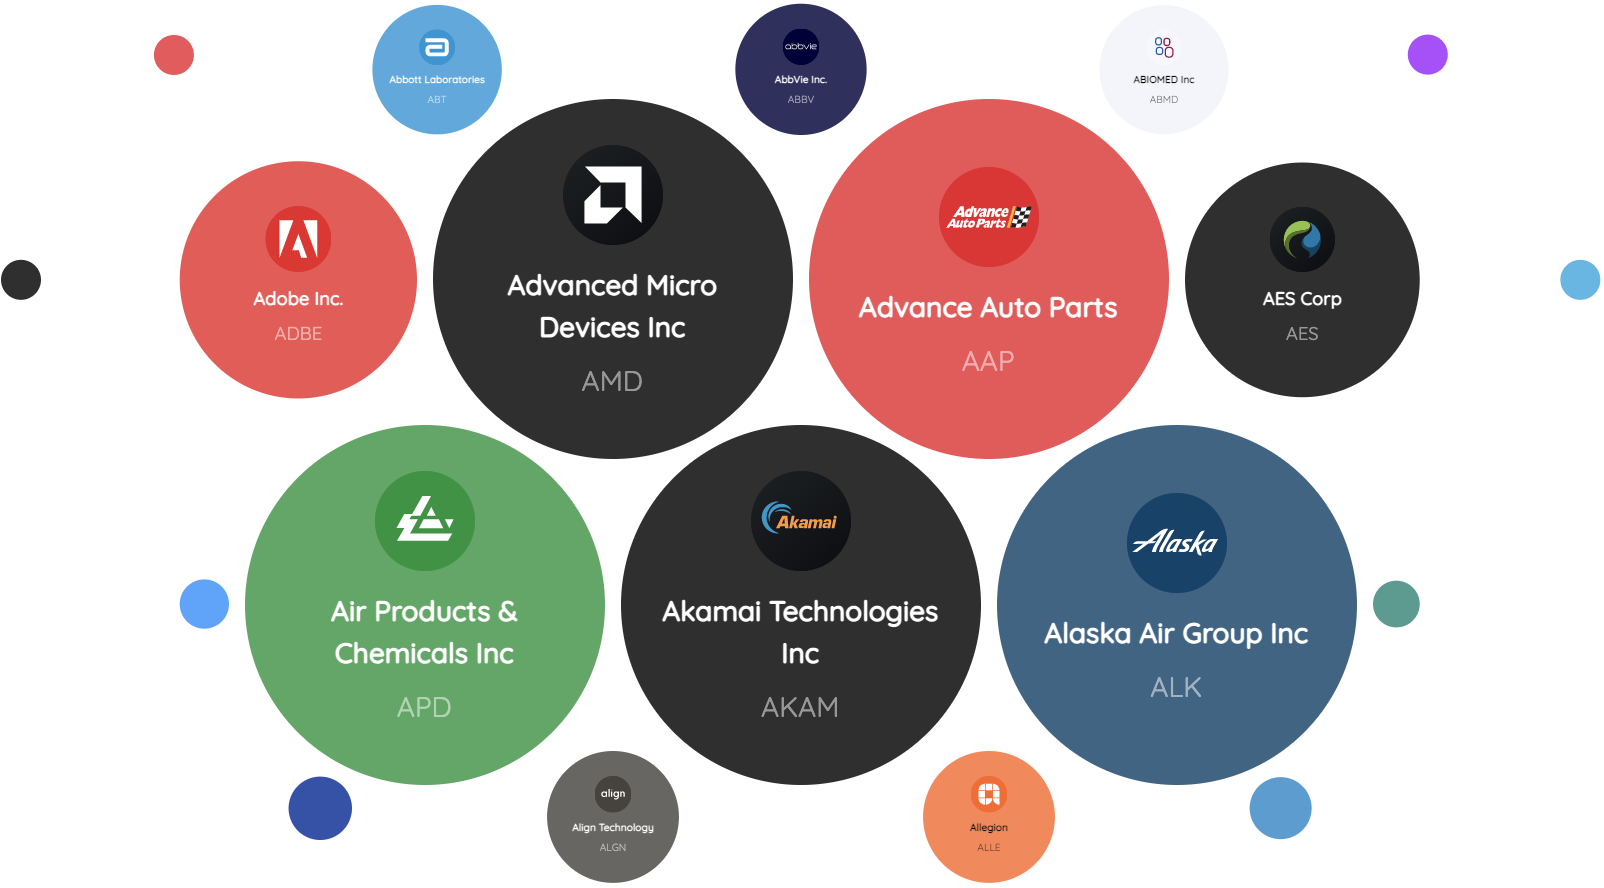 Abbott Laboratories
ABT
abbvie
AbbVie Inc.
ABBV
ABIOMED Inc
ABMD
Adobe Inc.
ADBE
Advanced Micro
Devices Inc
AMD
Advance
Auto Parts
Advance Auto Parts
AAP
AES Corp
AES
Air Products &
Chemicals Inc
APD
Akamai
Akamai Technologies
Inc
AKAM
Alaska
Alaska Air Group Inc
ALK
align
Align Technology
ALGN
Allegion
ALLE